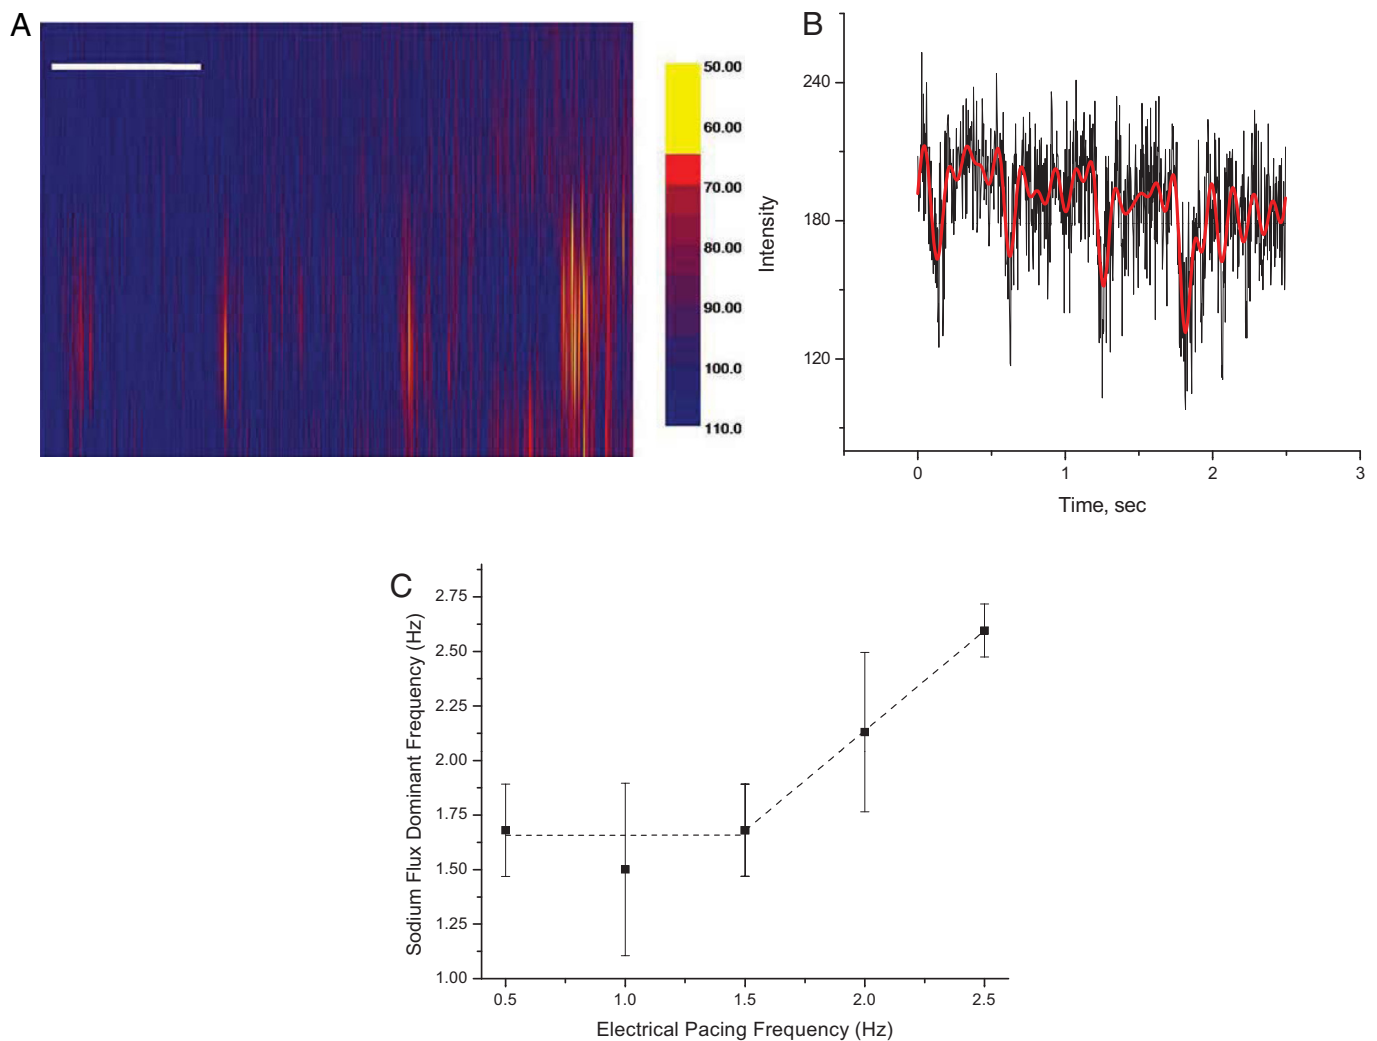 A
50.00
60.00
70.00
80.00
90.00
100.0
110.0
B
240
180
120
Intensity
0 1 2 3
Time, sec
C
2.75
2.50
2.25
2.00
1.75
1.50
1.25
1.00
Sodium Flux Dominant Frequency (Hz)
0.5 1.0 1.5 2.0 2.5
Electrical Pacing Frequency (Hz)